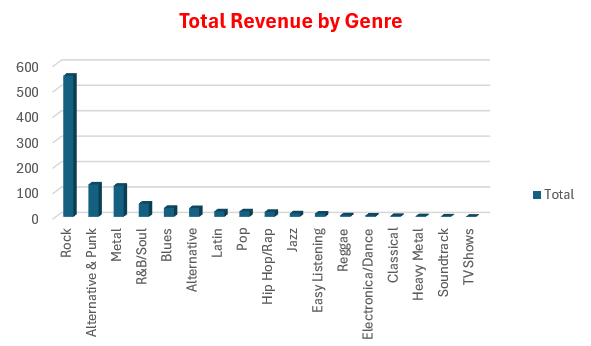 Total Revenue by Genre
600
500
400
300
200
100
0
Rock
Alternative & Punk
Metal
R&B/Soul
Blues
Alternative
Latin
Pop
Hip Hop/Rap
Jazz
Easy Listening
Reggae
Electronica/Dance
Classical
Heavy Metal
Soundtrack
TV Shows
Total